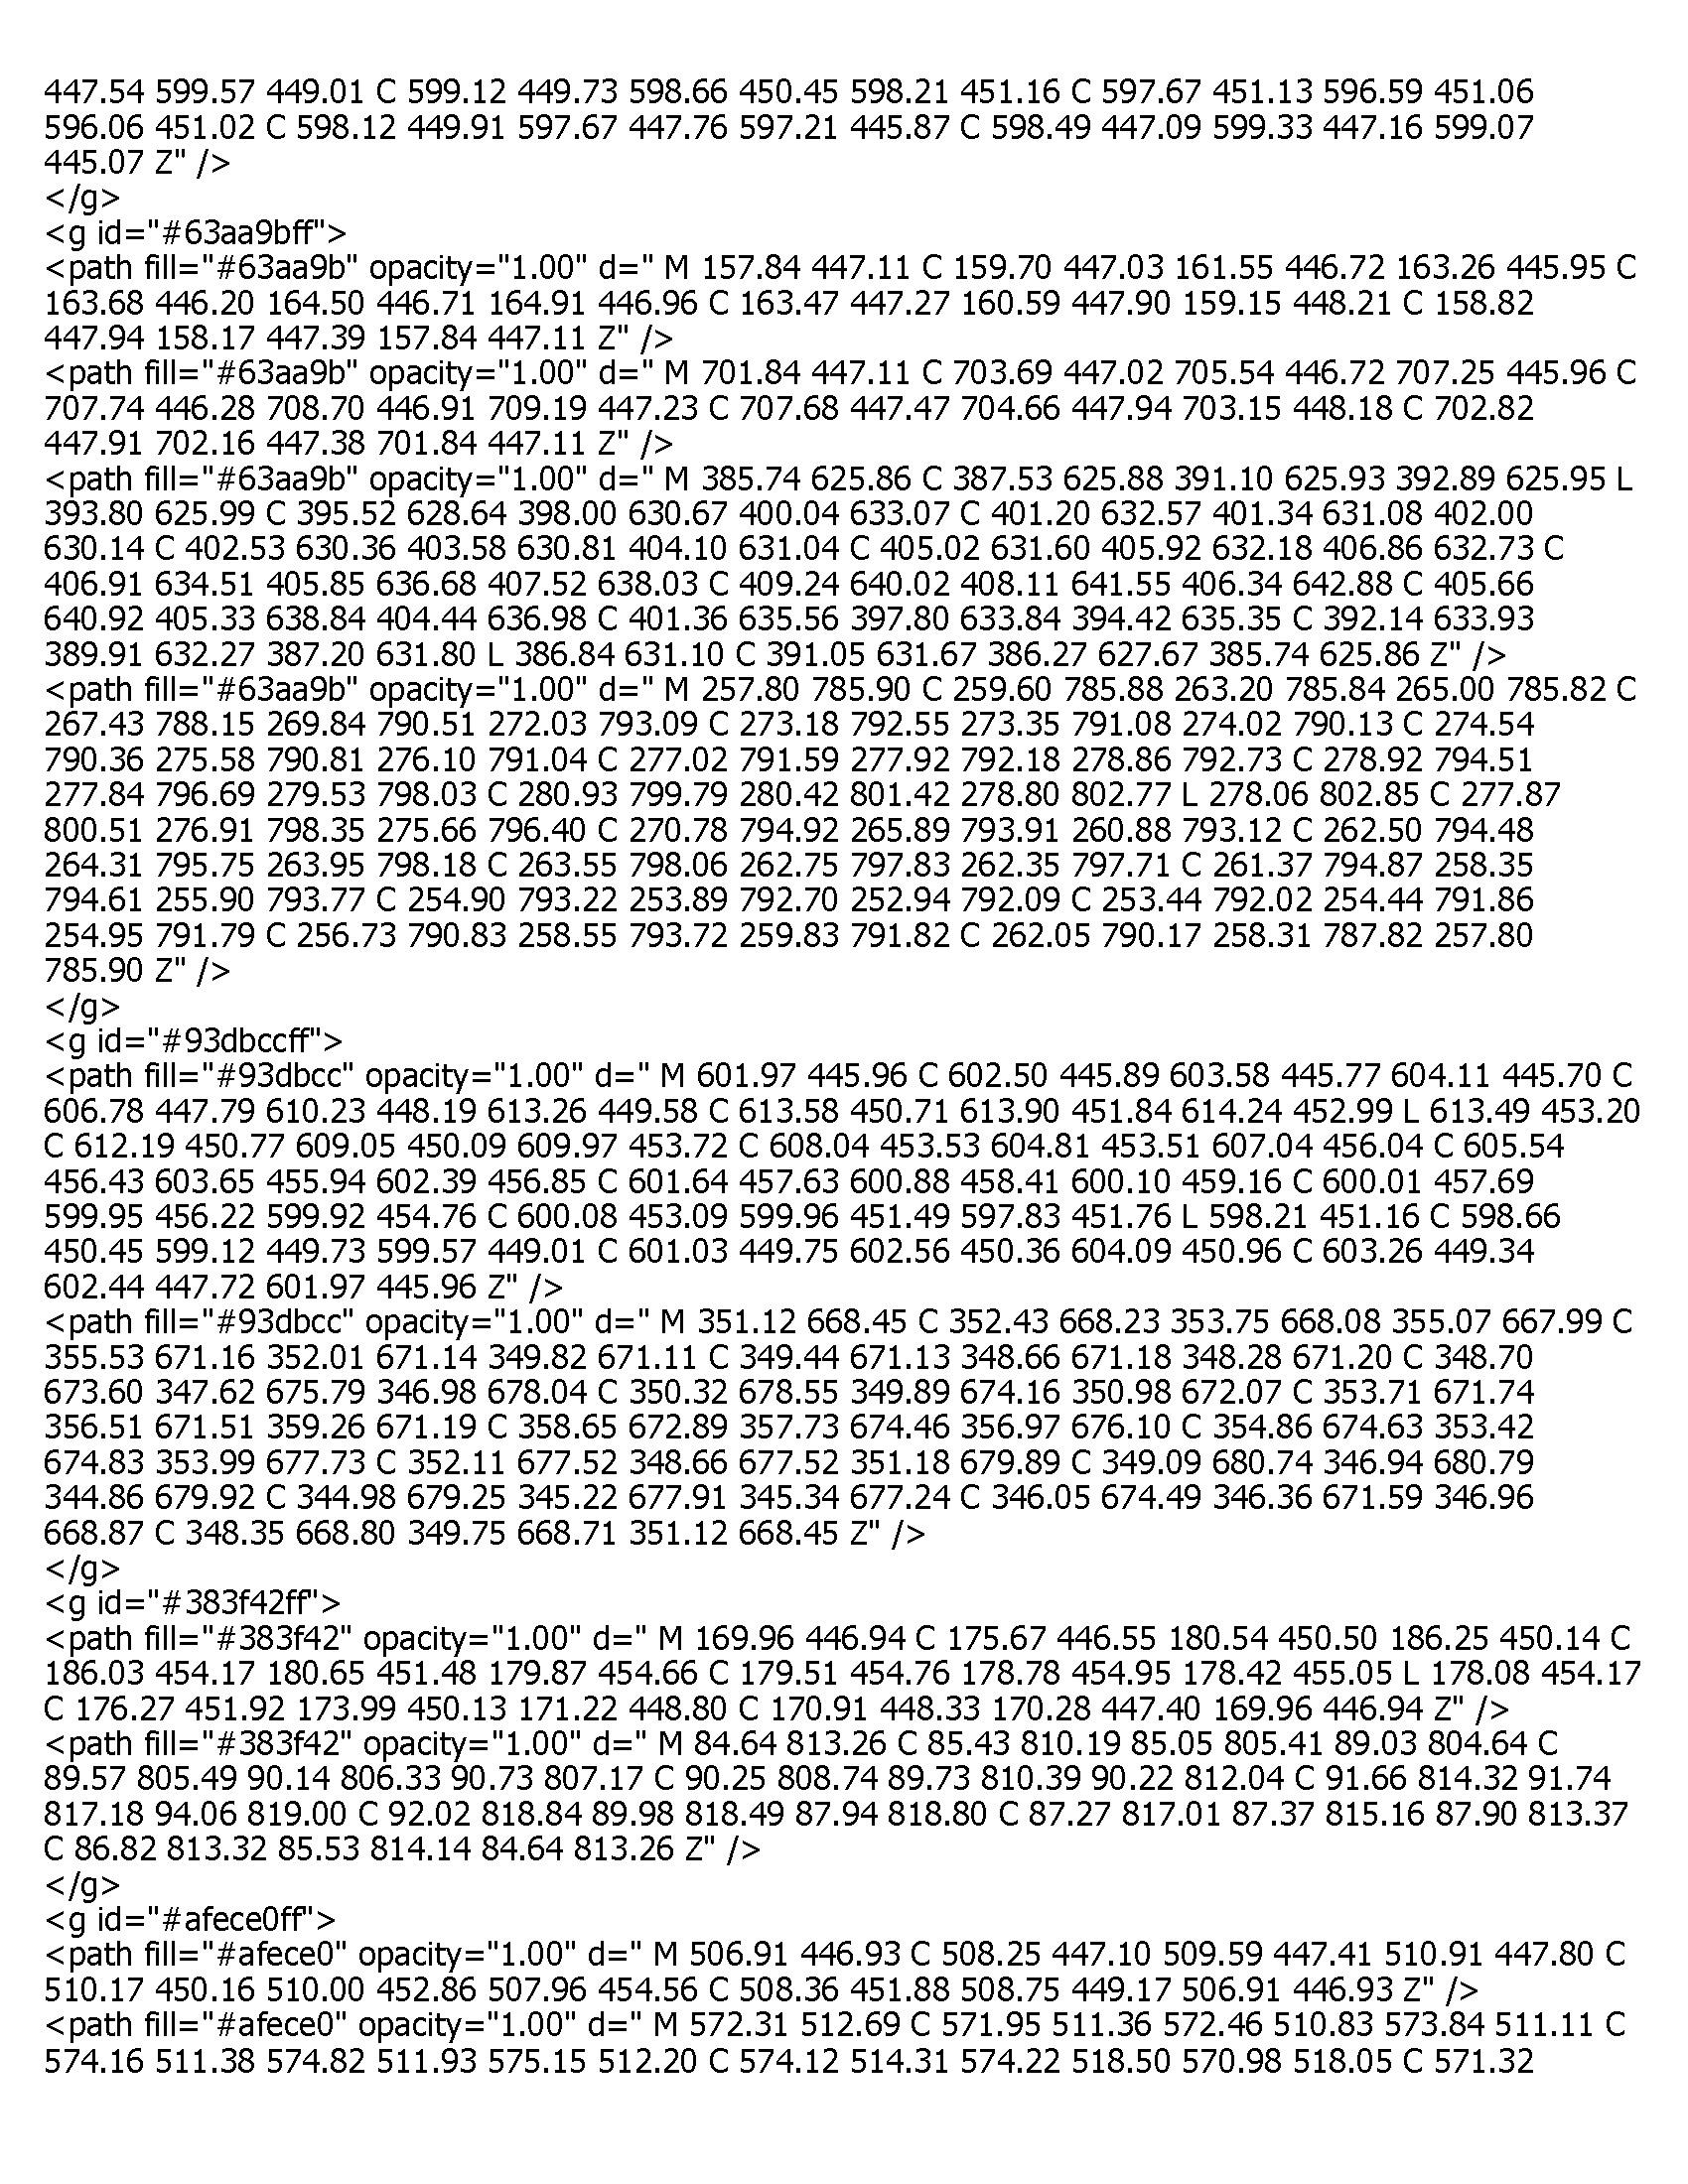 447.54 599.57 449.01 C 599.12 449.73 598.66 450.45 598.21 451.16 C 597.67 451.13 596.59 451.06
596.06 451.02 C 598.12 449.91 597.67 447.76 597.21 445.87 C 598.49 447.09 599.33 447.16 599.07
445.07 Z" />
</g>
<g id="#63aa9bff">
<path fill="#63aa9b" opacity="1.00" d=" M 157.84 447.11 C 159.70 447.03 161.55 446.72 163.26 445.95 C
163.68 446.20 164.50 446.71 164.91 446.96 C 163.47 447.27 160.59 447.90 159.15 448.21 C 158.82
447.94 158.17 447.39 157.84 447.11 Z" />
<path fill="#63aa9b" opacity="1.00" d=" M 701.84 447.11 C 703.69 447.02 705.54 446.72 707.25 445.96 C
707.74 446.28 708.70 446.91 709.19 447.23 C 707.68 447.47 704.66 447.94 703.15 448.18 C 702.82
447.91 702.16 447.38 701.84 447.11 Z" />
<path fill="#63aa9b" opacity="1.00" d=" M 385.74 625.86 C 387.53 625.88 391.10 625.93 392.89 625.95 L
393.80 625.99 C 395.52 628.64 398.00 630.67 400.04 633.07 C 401.20 632.57 401.34 631.08 402.00
630.14 C 402.53 630.36 403.58 630.81 404.10 631.04 C 405.02 631.60 405.92 632.18 406.86 632.73 C
406.91 634.51 405.85 636.68 407.52 638.03 C 409.24 640.02 408.11 641.55 406.34 642.88 C 405.66
640.92 405.33 638.84 404.44 636.98 C 401.36 635.56 397.80 633.84 394.42 635.35 C 392.14 633.93
389.91 632.27 387.20 631.80 L 386.84 631.10 C 391.05 631.67 386.27 627.67 385.74 625.86 Z" />
<path fill="#63aa9b" opacity="1.00" d=" M 257.80 785.90 C 259.60 785.88 263.20 785.84 265.00 785.82 C
267.43 788.15 269.84 790.51 272.03 793.09 C 273.18 792.55 273.35 791.08 274.02 790.13 C 274.54
790.36 275.58 790.81 276.10 791.04 C 277.02 791.59 277.92 792.18 278.86 792.73 C 278.92 794.51
277.84 796.69 279.53 798.03 C 280.93 799.79 280.42 801.42 278.80 802.77 L 278.06 802.85 C 277.87
800.51 276.91 798.35 275.66 796.40 C 270.78 794.92 265.89 793.91 260.88 793.12 C 262.50 794.48
264.31 795.75 263.95 798.18 C 263.55 798.06 262.75 797.83 262.35 797.71 C 261.37 794.87 258.35
794.61 255.90 793.77 C 254.90 793.22 253.89 792.70 252.94 792.09 C 253.44 792.02 254.44 791.86
254.95 791.79 C 256.73 790.83 258.55 793.72 259.83 791.82 C 262.05 790.17 258.31 787.82 257.80
785.90 Z" />
</g>
<g id="#93dbccff">
<path fill="#93dbcc" opacity="1.00" d=" M 601.97 445.96 C 602.50 445.89 603.58 445.77 604.11 445.70 C
606.78 447.79 610.23 448.19 613.26 449.58 C 613.58 450.71 613.90 451.84 614.24 452.99 L 613.49 453.20
C 612.19 450.77 609.05 450.09 609.97 453.72 C 608.04 453.53 604.81 453.51 607.04 456.04 C 605.54
456.43 603.65 455.94 602.39 456.85 C 601.64 457.63 600.88 458.41 600.10 459.16 C 600.01 457.69
599.95 456.22 599.92 454.76 C 600.08 453.09 599.96 451.49 597.83 451.76 L 598.21 451.16 C 598.66
450.45 599.12 449.73 599.57 449.01 C 601.03 449.75 602.56 450.36 604.09 450.96 C 603.26 449.34
602.44 447.72 601.97 445.96 Z" />
<path fill="#93dbcc" opacity="1.00" d=" M 351.12 668.45 C 352.43 668.23 353.75 668.08 355.07 667.99 C
355.53 671.16 352.01 671.14 349.82 671.11 C 349.44 671.13 348.66 671.18 348.28 671.20 C 348.70
673.60 347.62 675.79 346.98 678.04 C 350.32 678.55 349.89 674.16 350.98 672.07 C 353.71 671.74
356.51 671.51 359.26 671.19 C 358.65 672.89 357.73 674.46 356.97 676.10 C 354.86 674.63 353.42
674.83 353.99 677.73 C 352.11 677.52 348.66 677.52 351.18 679.89 C 349.09 680.74 346.94 680.79
344.86 679.92 C 344.98 679.25 345.22 677.91 345.34 677.24 C 346.05 674.49 346.36 671.59 346.96
668.87 C 348.35 668.80 349.75 668.71 351.12 668.45 Z" />
</g>
<g id="#383f42ff">
<path fill="#383f42" opacity="1.00" d=" M 169.96 446.94 C 175.67 446.55 180.54 450.50 186.25 450.14 C
186.03 454.17 180.65 451.48 179.87 454.66 C 179.51 454.76 178.78 454.95 178.42 455.05 L 178.08 454.17
C 176.27 451.92 173.99 450.13 171.22 448.80 C 170.91 448.33 170.28 447.40 169.96 446.94 Z" />
<path fill="#383f42" opacity="1.00" d=" M 84.64 813.26 C 85.43 810.19 85.05 805.41 89.03 804.64 C
89.57 805.49 90.14 806.33 90.73 807.17 C 90.25 808.74 89.73 810.39 90.22 812.04 C 91.66 814.32 91.74
817.18 94.06 819.00 C 92.02 818.84 89.98 818.49 87.94 818.80 C 87.27 817.01 87.37 815.16 87.90 813.37
C 86.82 813.32 85.53 814.14 84.64 813.26 Z" />
</g>
<g id="#afece0ff">
<path fill="#afece0" opacity="1.00" d=" M 506.91 446.93 C 508.25 447.10 509.59 447.41 510.91 447.80 C
510.17 450.16 510.00 452.86 507.96 454.56 C 508.36 451.88 508.75 449.17 506.91 446.93 Z" />
<path fill="#afece0" opacity="1.00" d=" M 572.31 512.69 C 571.95 511.36 572.46 510.83 573.84 511.11 C
574.16 511.38 574.82 511.93 575.15 512.20 C 574.12 514.31 574.22 518.50 570.98 518.05 C 571.32